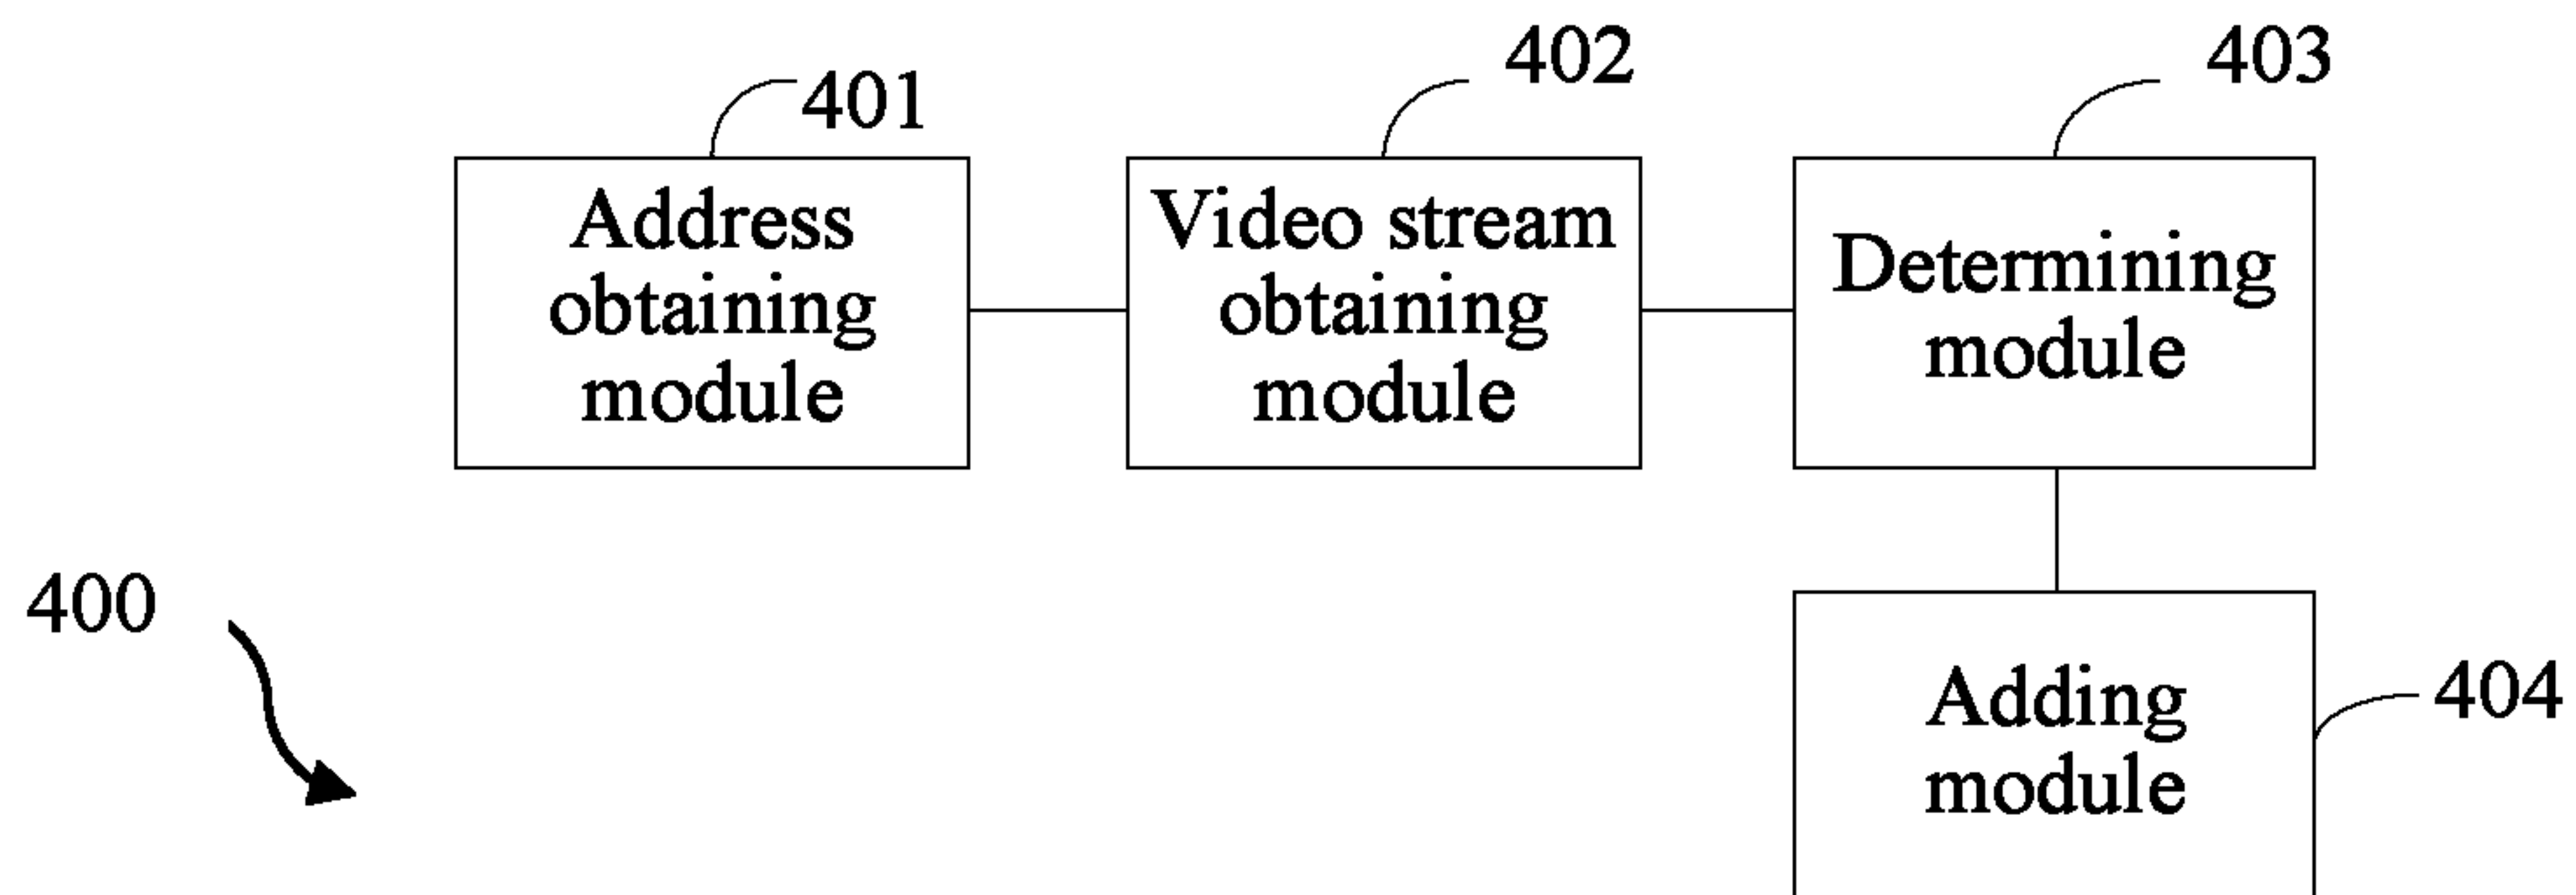 401
402
403
Address
obtaining
module
Video stream
obtaining
module
Determining
module
400
Adding
module
404